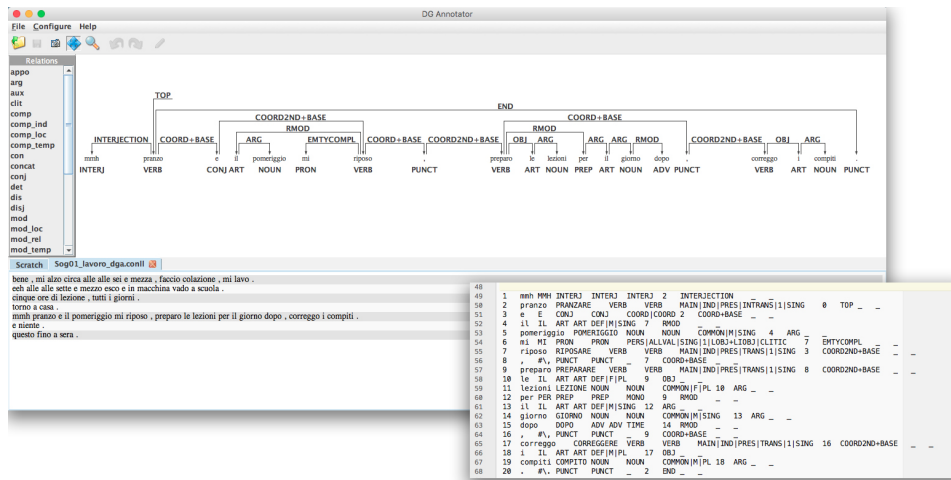 DG Annotator
File Configure Help
Relations
appo
arg
aux
clit
comp
comp_ind
comp_loc
comp_temp
con
concat
conj
det
dis
disj
mod
mod_loc
mod_rel
mod_temp
TOP
END
COORD2ND+BASE COORD+BASE
RMOD RMOD
INTERJECTION COORD+BASE ARG EMTYCOMPL COORD+BASE COORD2ND+BASE OBJ ARG ARG ARG RMOD COORD2ND+BASE OBJ ARG
mmh pranzo e il pomeriggio mi riposo , preparo le lezioni per il giorno dopo , correggo i compiti .
INTERJ VERB CONJ ART NOUN PRON VERB PUNCT VERB ART NOUN PREP ART NOUN ADV PUNCT VERB ART NOUN PUNCT
Scratch Sog01_lavoro_dga.conll
bene , mi alzo circa alle alle sei e mezza , faccio colazione , mi lavo .
eeh alle alle sette e mezzo esco e in macchina vado a scuola .
cinque ore di lezione , tutti i giorni .
torno a casa .
mmh pranzo e il pomeriggio mi riposo , preparo le lezioni per il giorno dopo , correggo i compiti .
e niente .
questo fino a sera .
48
49 1 mmh MMH INTERJ INTERJ INTERJ 2 INTERJECTION _ _
50 2 pranzo PRANZARE VERB VERB MAIN|IND|PRES|INTRANS|1|SING 0 TOP _ _
51 3 e E CONJ CONJ COORD|COORD 2 COORD+BASE _ _
52 4 il IL ART ART DEF|M|SING 7 RMOD _ _
53 5 pomeriggio POMERIGGIO NOUN NOUN COMMON|M|SING 4 ARG _ _
54 6 mi MI PRON PRON PERS|ALLVAL|SING|1|LOBJ+LIOBJ|CLITIC 7 EMTYCOMPL _ _
55 7 riposo RIPOSARE VERB VERB MAIN|IND|PRES|TRANS|1|SING 3 COORD2ND+BASE _ _
56 8 , #\, PUNCT PUNCT _ 7 COORD+BASE _ _
57 9 preparo PREPARARE VERB VERB MAIN|IND|PRES|TRANS|1|SING 8 COORD2ND+BASE _ _
58 10 le IL ART ART DEF|F|PL 9 OBJ _ _
59 11 lezioni LEZIONE NOUN NOUN COMMON|F|PL 10 ARG _ _
60 12 per PER PREP PREP MONO 9 RMOD _ _
61 13 il IL ART ART DEF|M|SING 12 ARG _ _
62 14 giorno GIORNO NOUN NOUN COMMON|M|SING 13 ARG _ _
63 15 dopo DOPO ADV ADV TIME 14 RMOD _ _
64 16 , #\, PUNCT PUNCT _ 9 COORD+BASE _ _
65 17 correggo CORREGGERE VERB VERB MAIN|IND|PRES|TRANS|1|SING 16 COORD2ND+BASE _ _
66 18 i IL ART ART DEF|M|PL 17 OBJ _ _
67 19 compiti COMPITO NOUN NOUN COMMON|M|PL 18 ARG _ _
68 20 . #\. PUNCT PUNCT _ 2 END _ _